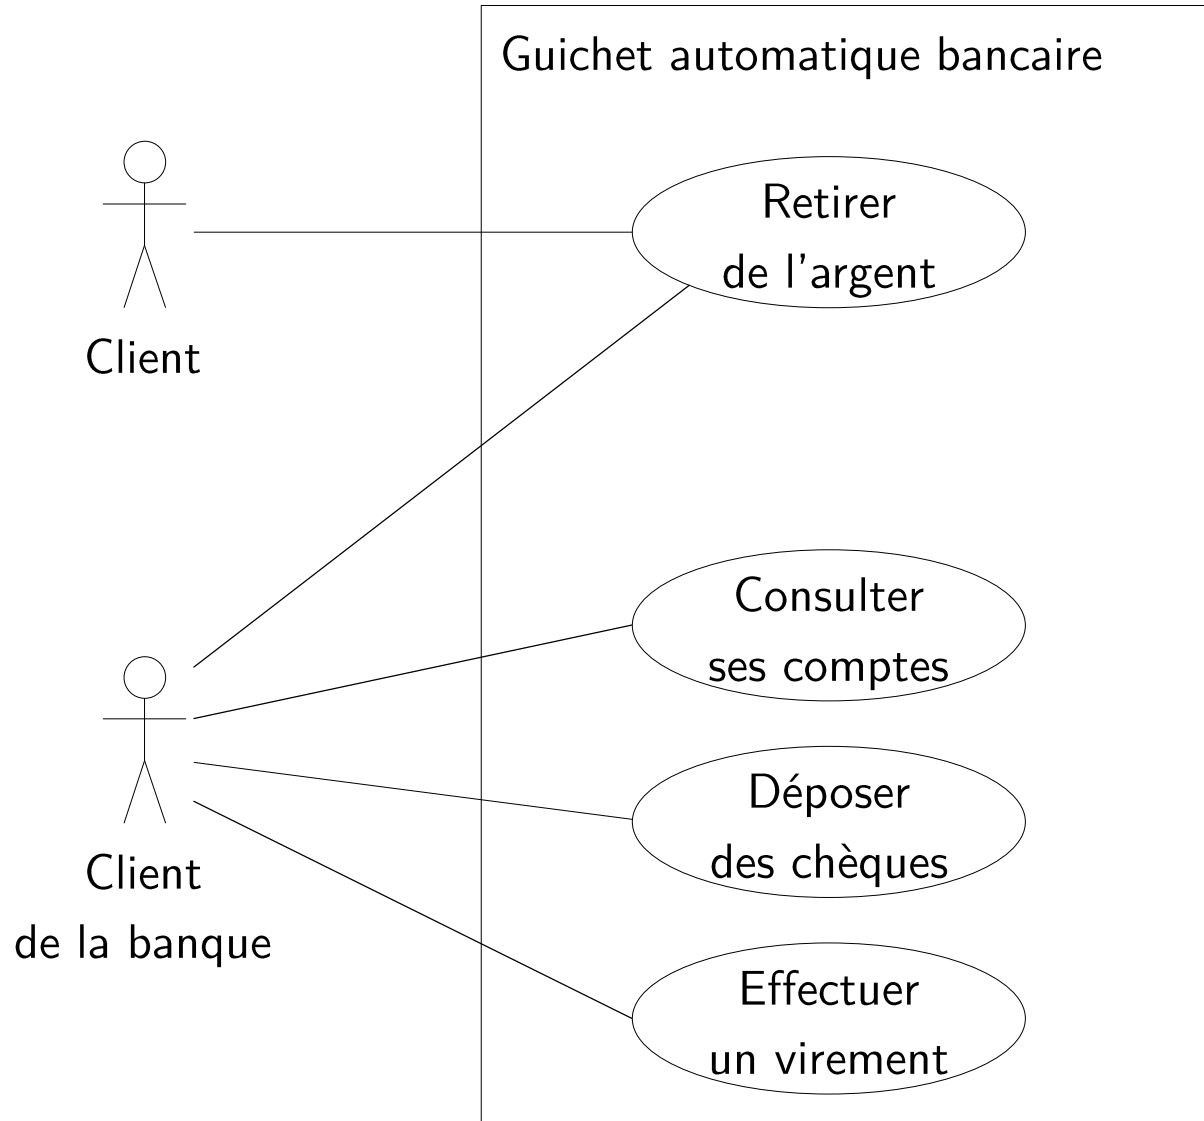 Guichet automatique bancaire
Retirer
de l'argent
Client
Consulter
ses comptes
Déposer
des chèques
Client
de la banque
Effectuer
un virement